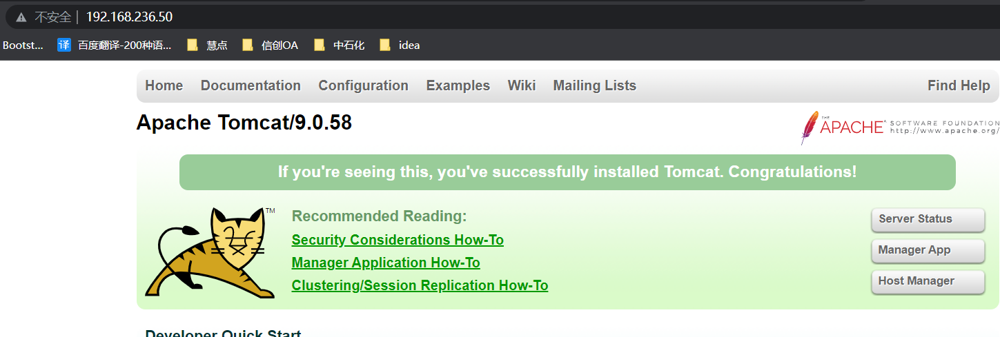 不安全 | 192.168.236.50
Bootst... 译 百度翻译-200种语... 慧点 信创OA 中石化 idea
Home Documentation Configuration Examples Wiki Mailing Lists Find Help
Apache Tomcat/9.0.58
THE APACHE SOFTWARE FOUNDATION
http://www.apache.org/
If you're seeing this, you've successfully installed Tomcat. Congratulations!
TM
Recommended Reading:
Security Considerations How-To
Manager Application How-To
Clustering/Session Replication How-To
Server Status
Manager App
Host Manager
Developer Quick Start